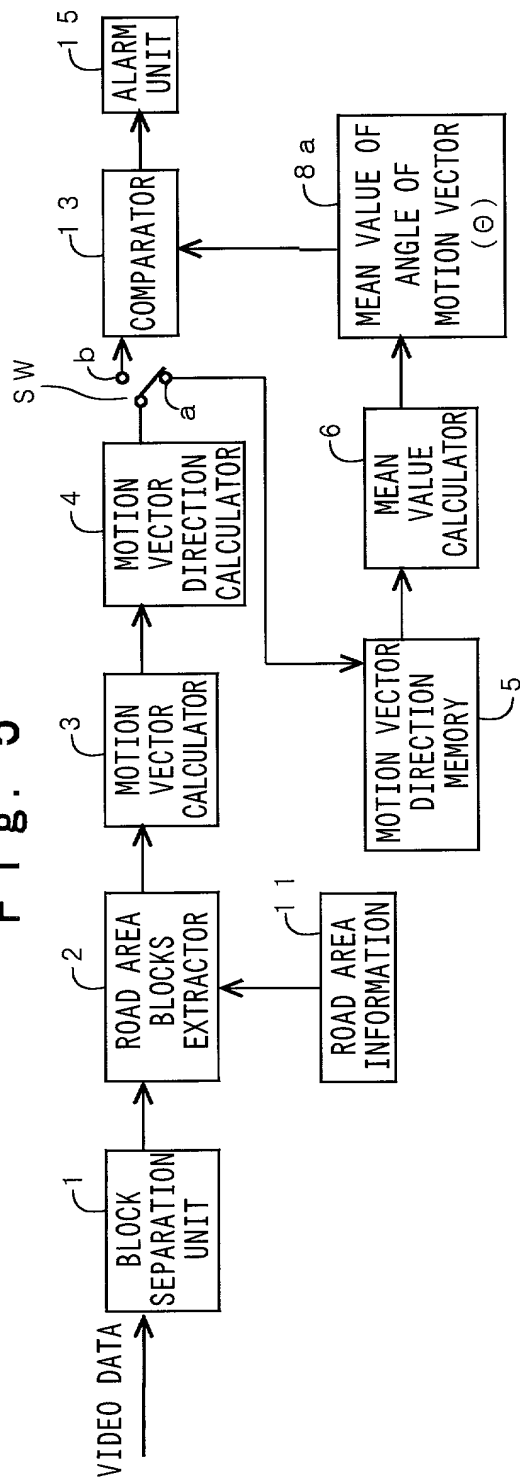 Fig. 5
VIDEO DATA
1
BLOCK
SEPARATION
UNIT
2
ROAD AREA
BLOCKS
EXTRACTOR
11
ROAD AREA
INFORMATION
3
MOTION
VECTOR
CALCULATOR
4
MOTION
VECTOR
DIRECTION
CALCULATOR
SW
b
a
13
COMPARATOR
15
ALARM
UNIT
MOTION VECTOR
DIRECTION
MEMORY
5
6
MEAN
VALUE
CALCULATOR
8a
MEAN VALUE OF
ANGLE OF
MOTION VECTOR
(Θ)